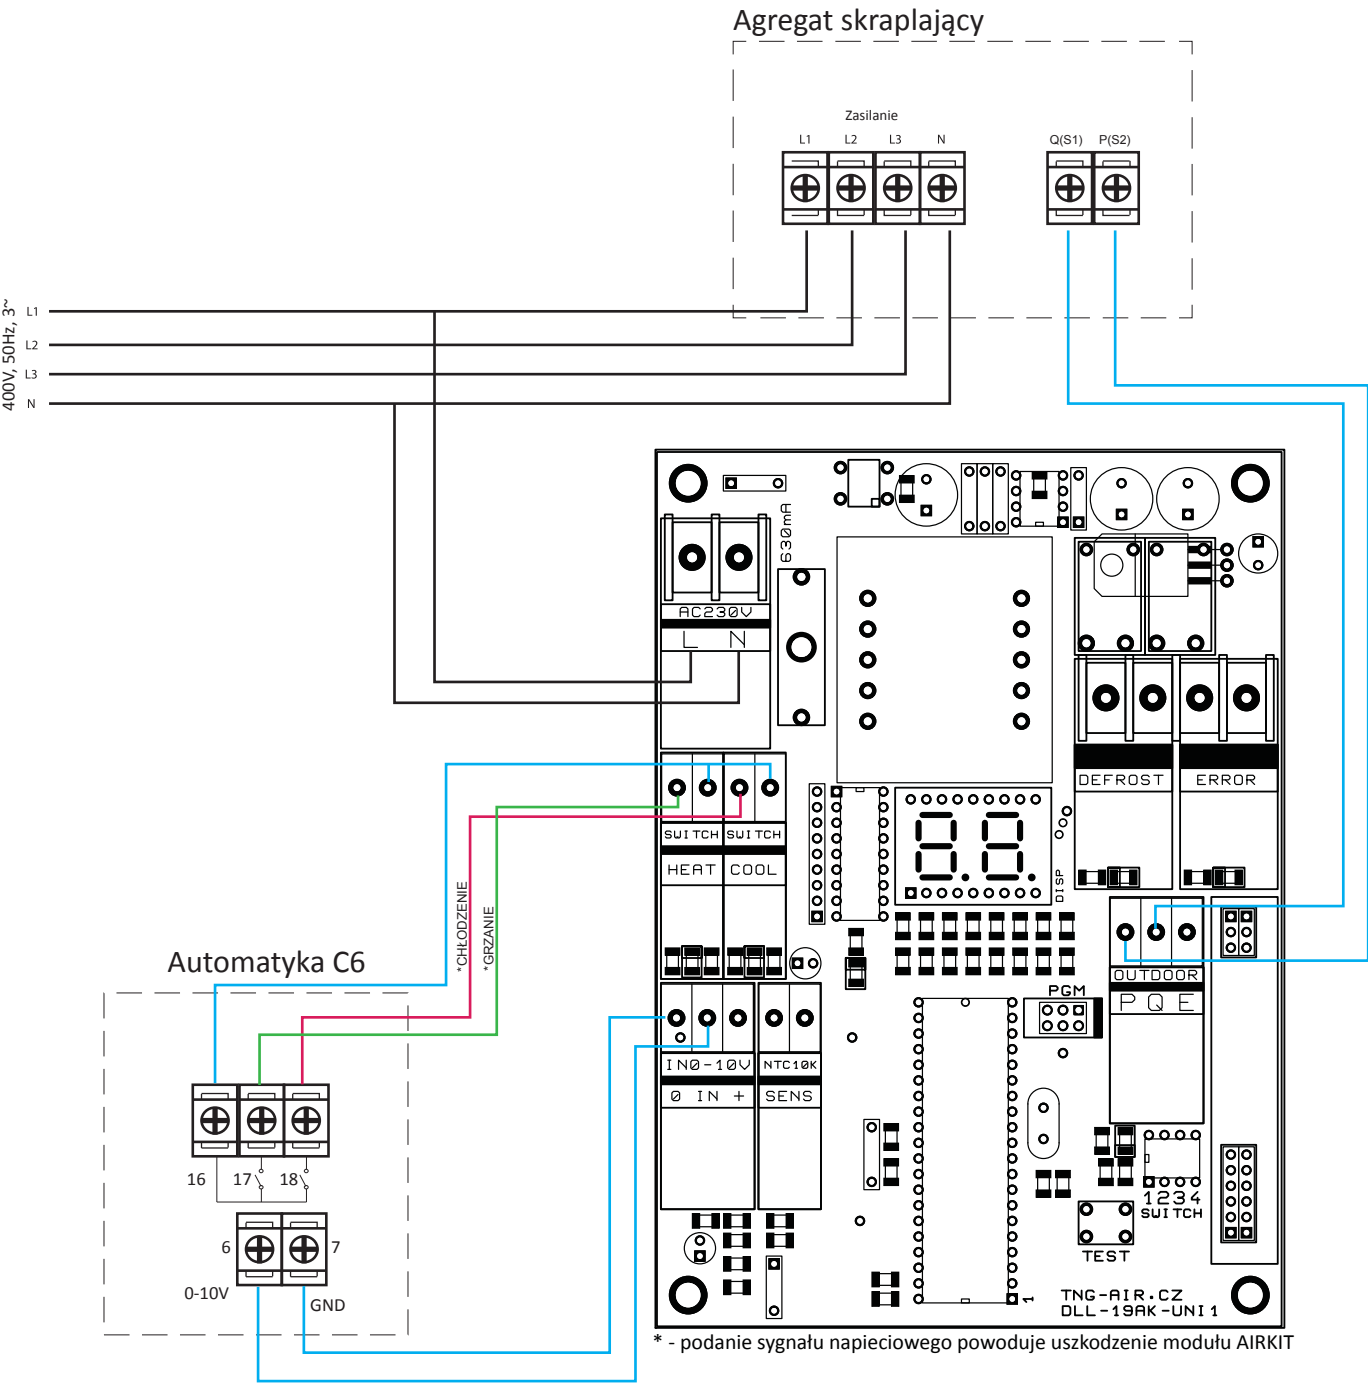 Agregat skraplający
Zasilanie
L1 L2 L3 N Q(S1) P(S2)
400V, 50Hz, 3~
L1
L2
L3
N
630mA
AC230V
L N
DEFROST ERROR
SWITCH SWITCH
HEAT COOL
DISP
*CHŁODZENIE
*GRZANIE
Automatyka C6
OUTDOOR
P Q E
PGM
IN0-10V NTC10K
0 IN + SENS
16 17 18
1234
SWITCH
6 7
TEST
0-10V
GND
1
TNG-AIR.CZ
DLL-19AK-UNI1
* - podanie sygnału napieciowego powoduje uszkodzenie modułu AIRKIT